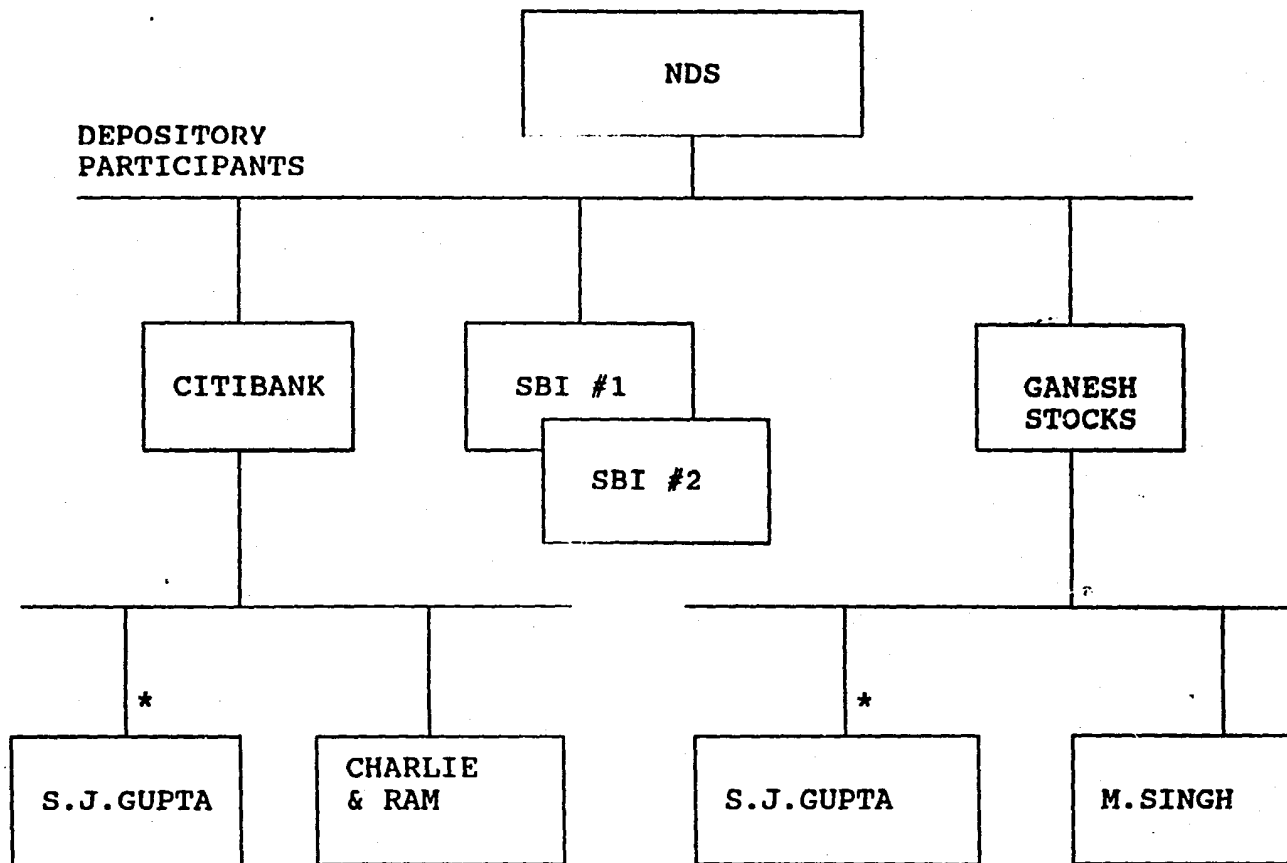 NDS
DEPOSITORY
PARTICIPANTS
CITIBANK
SBI #1
SBI #2
GANESH
STOCKS
*
*
S.J.GUPTA
CHARLIE
& RAM
S.J.GUPTA
M.SINGH